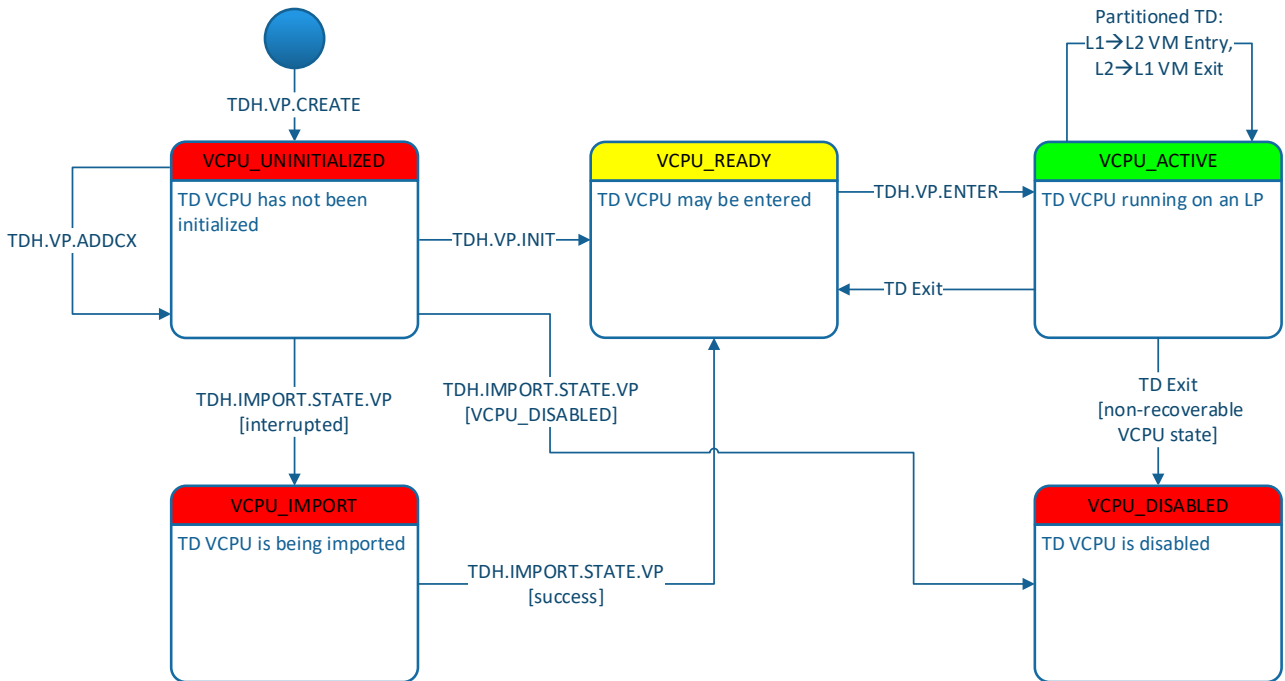 Partitioned TD:
L1→L2 VM Entry,
L2→L1 VM Exit
TDH.VP.CREATE
VCPU_UNINITIALIZED
TD VCPU has not been
initialized
VCPU_READY
TD VCPU may be entered
VCPU_ACTIVE
TD VCPU running on an LP
TDH.VP.ADDCX
TDH.VP.INIT
TDH.VP.ENTER
TD Exit
TDH.IMPORT.STATE.VP
[interrupted]
TDH.IMPORT.STATE.VP
[VCPU_DISABLED]
TD Exit
[non-recoverable
VCPU state]
VCPU_IMPORT
TD VCPU is being imported
TDH.IMPORT.STATE.VP
[success]
VCPU_DISABLED
TD VCPU is disabled